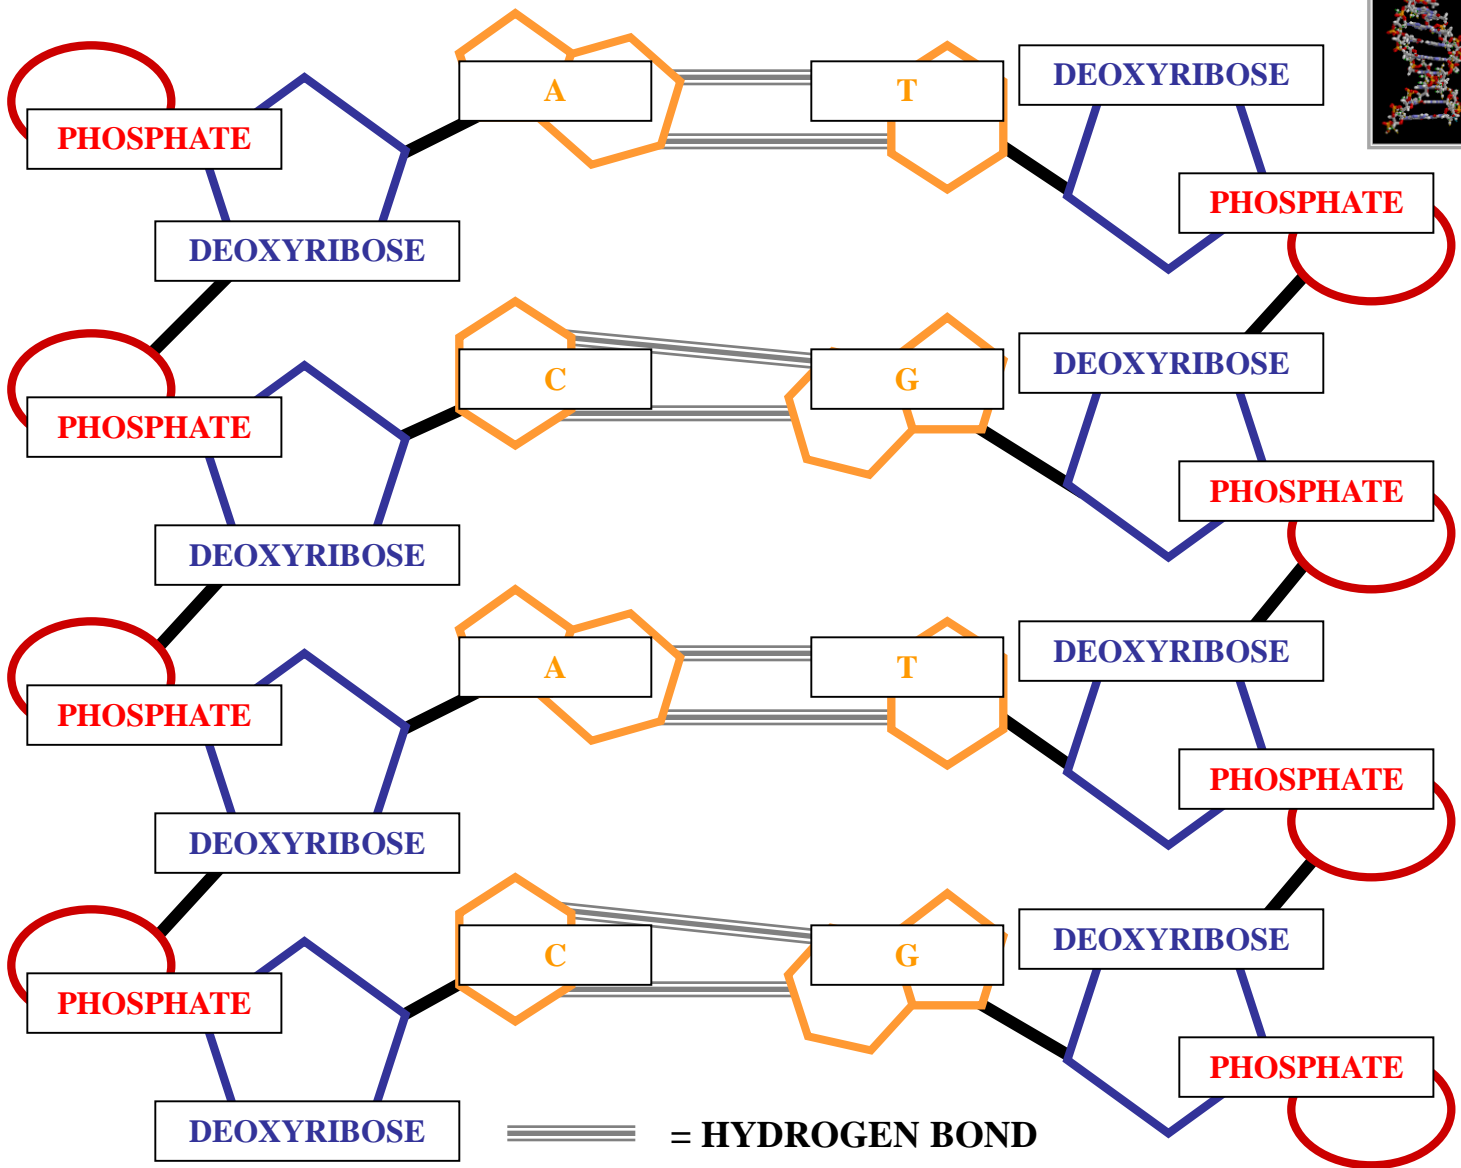 A T DEOXYRIBOSE
PHOSPHATE
PHOSPHATE
DEOXYRIBOSE
C G DEOXYRIBOSE
PHOSPHATE
PHOSPHATE
DEOXYRIBOSE
A T DEOXYRIBOSE
PHOSPHATE
PHOSPHATE
DEOXYRIBOSE
C G DEOXYRIBOSE
PHOSPHATE
PHOSPHATE
DEOXYRIBOSE
= HYDROGEN BOND